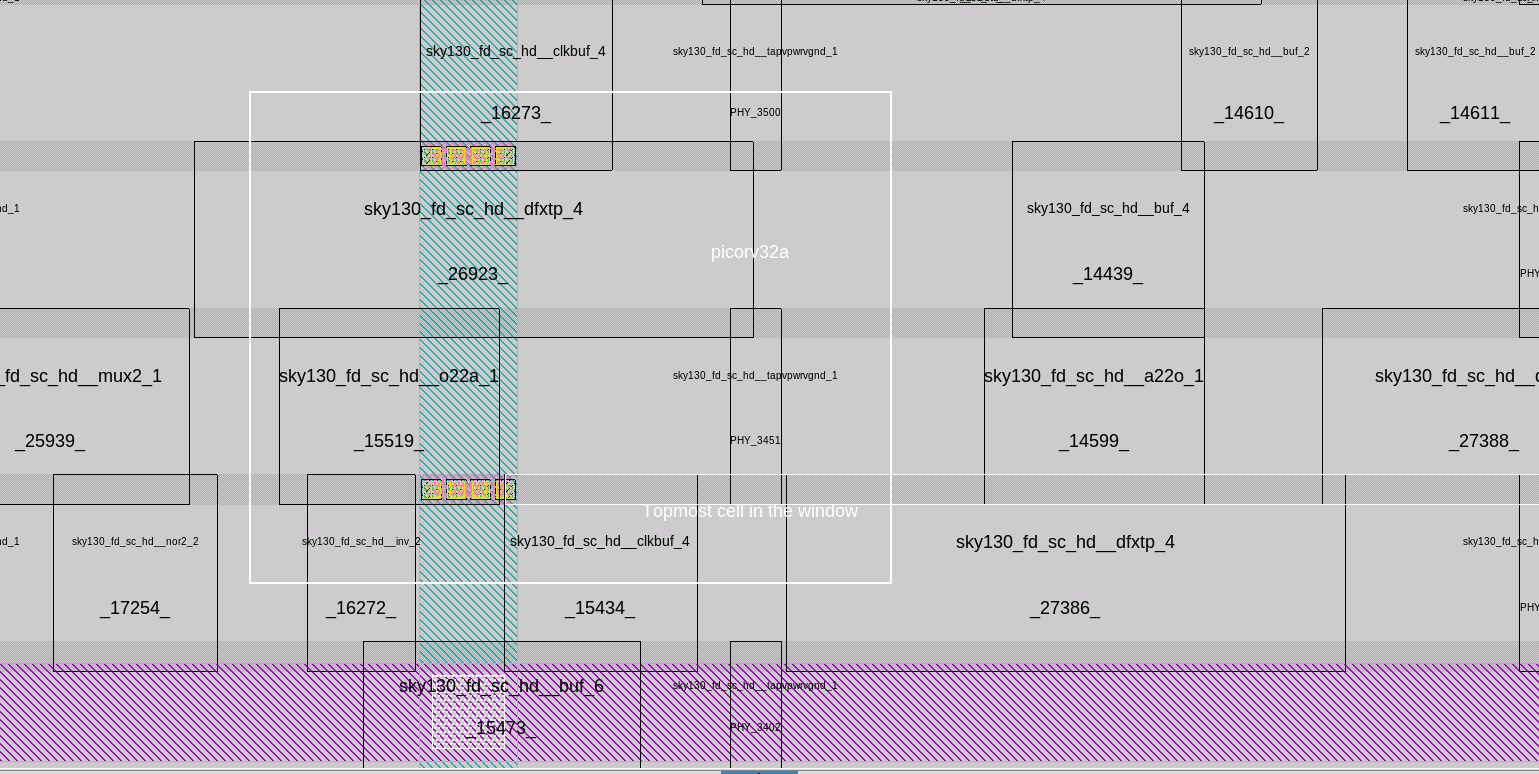 sky130_fd_sc_hd__clkbuf_4
sky130_fd_sc_hd__tapvpwrvgnd_1
sky130_fd_sc_hd__buf_2
sky130_fd_sc_hd__buf_2
_16273_
PHY_3500
_14610_
_14611_
nd_1
sky130_fd_sc_hd__dfxtp_4
sky130_fd_sc_hd__buf_4
sky130_fd_sc_h
picorv32a
_26923_
_14439_
PHY
_fd_sc_hd__mux2_1
sky130_fd_sc_hd__o22a_1
sky130_fd_sc_hd__tapvpwrvgnd_1
sky130_fd_sc_hd__a22o_1
sky130_fd_sc_hd__
_25939_
_15519_
PHY_3451
_14599_
_27388_
Topmost cell in the window
nd_1
sky130_fd_sc_hd__nor2_2
sky130_fd_sc_hd__inv_2
sky130_fd_sc_hd__clkbuf_4
sky130_fd_sc_hd__dfxtp_4
sky130_fd_sc_h
_17254_
_16272_
_15434_
_27386_
PHY
sky130_fd_sc_hd__buf_6
sky130_fd_sc_hd__tapvpwrvgnd_1
_15473_
PHY_3402